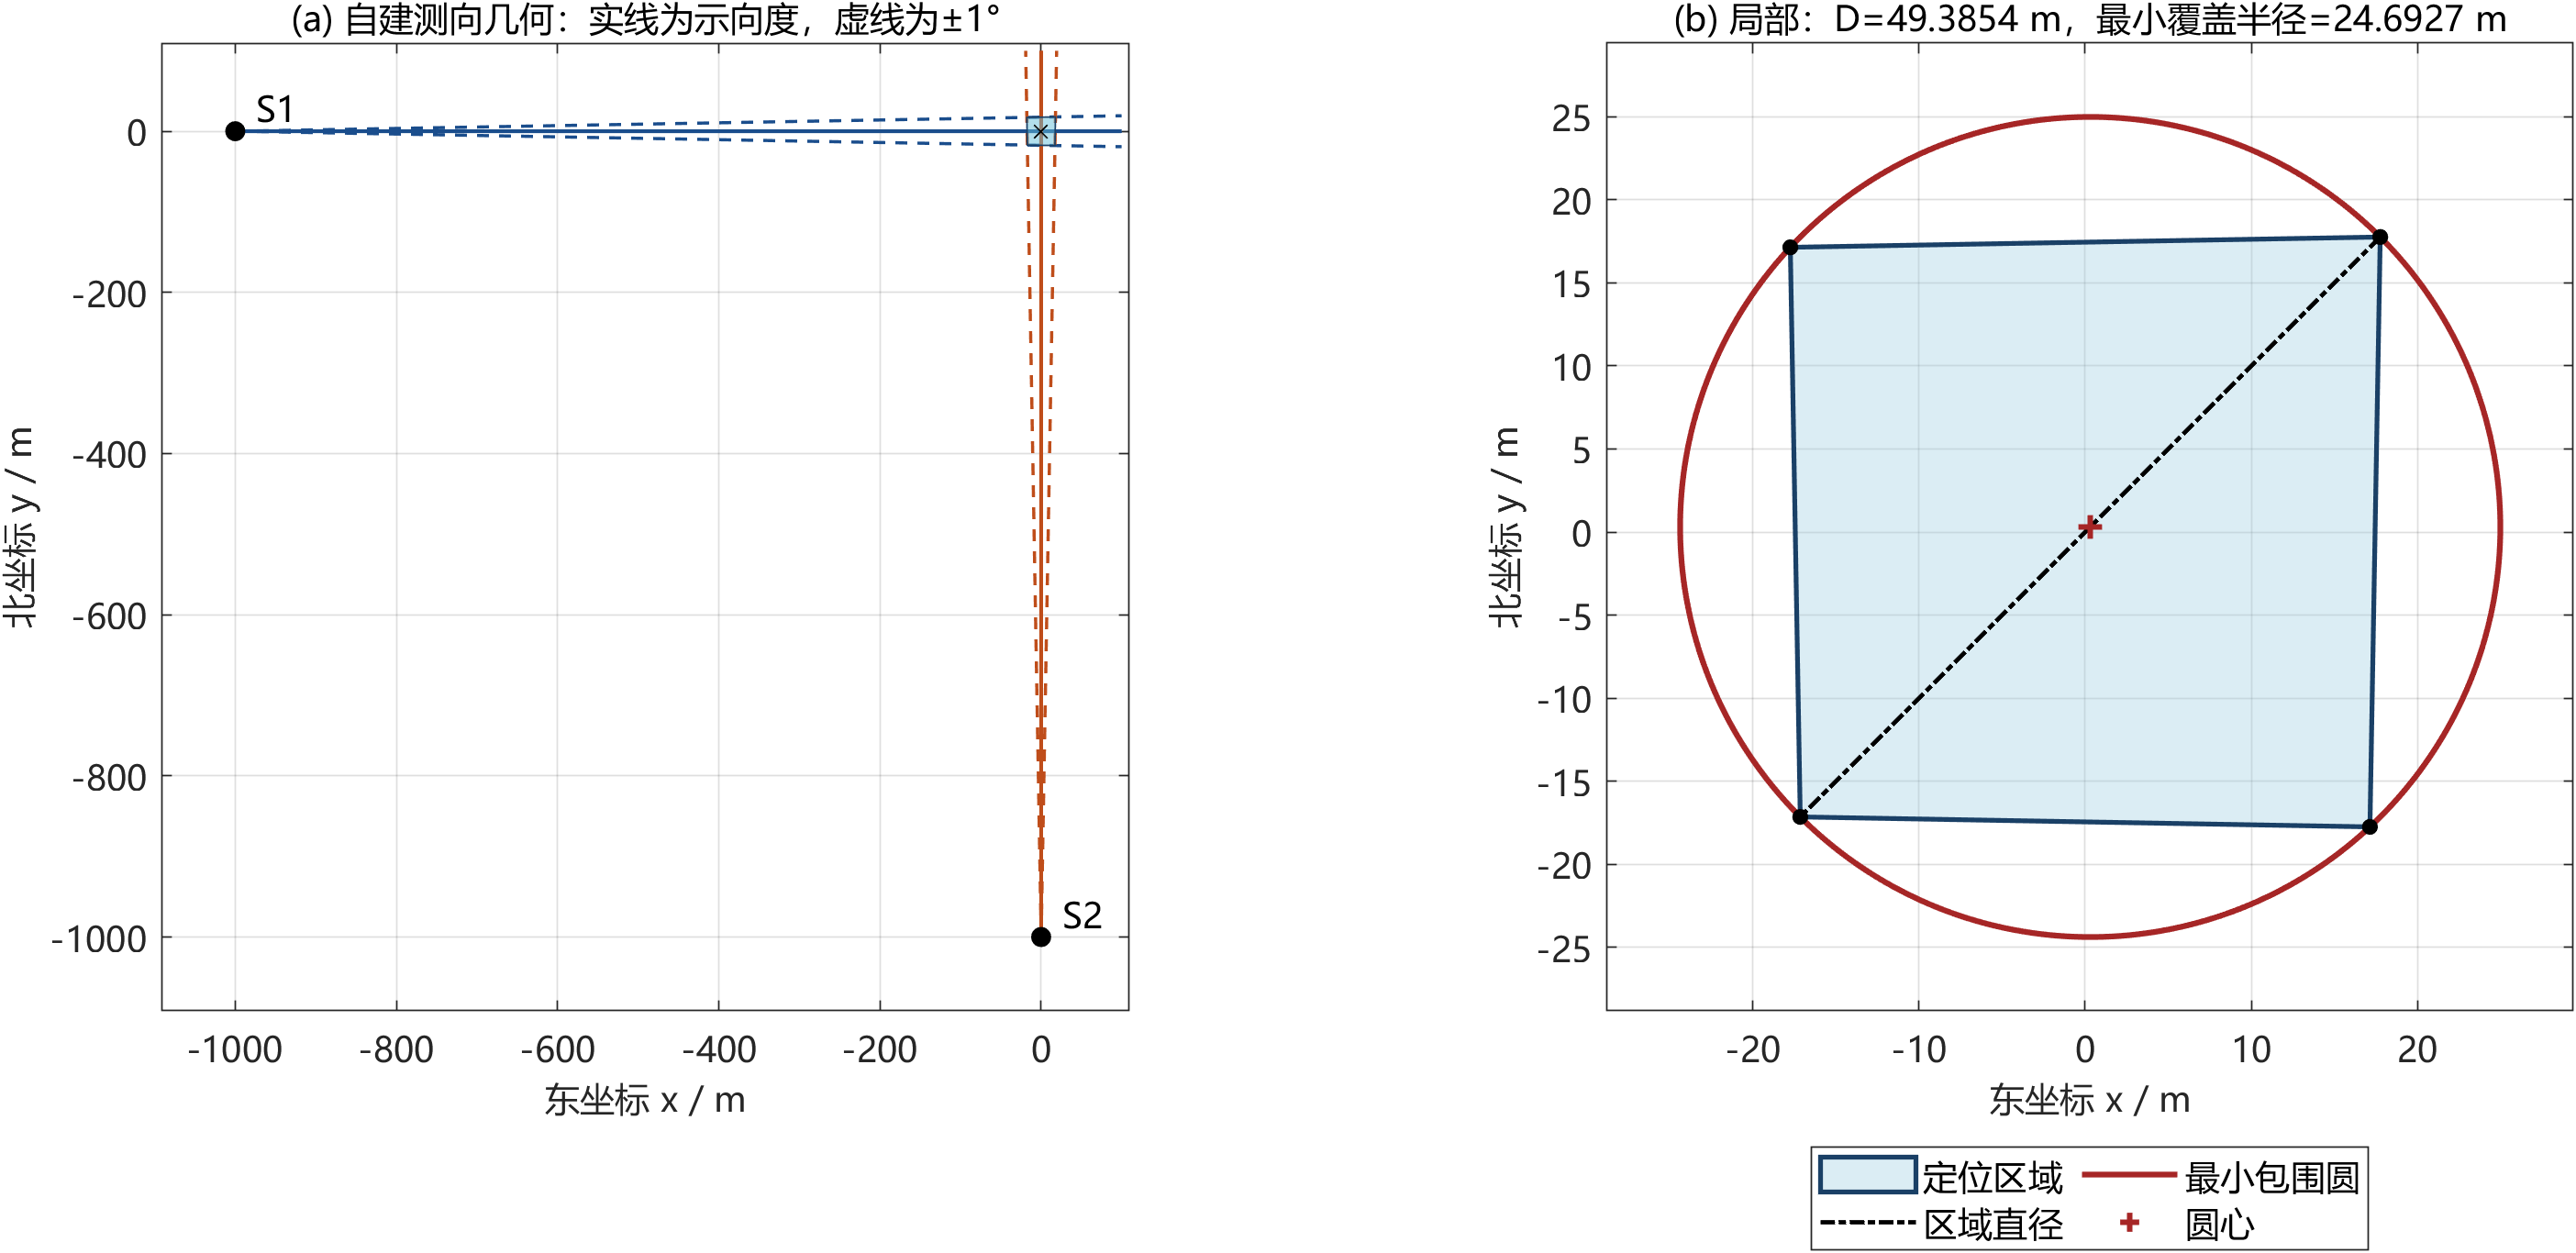 (a) 自建测向几何：实线为示向度，虚线为±1°
S1
0
-200
-400
-600
-800
-1000
S2
北坐标 y / m
-1000 -800 -600 -400 -200 0
东坐标 x / m
(b) 局部：D=49.3854 m，最小覆盖半径=24.6927 m
25
20
15
10
5
0
-5
-10
-15
-20
-25
北坐标 y / m
-20 -10 0 10 20
东坐标 x / m
定位区域 最小包围圆
区域直径 圆心